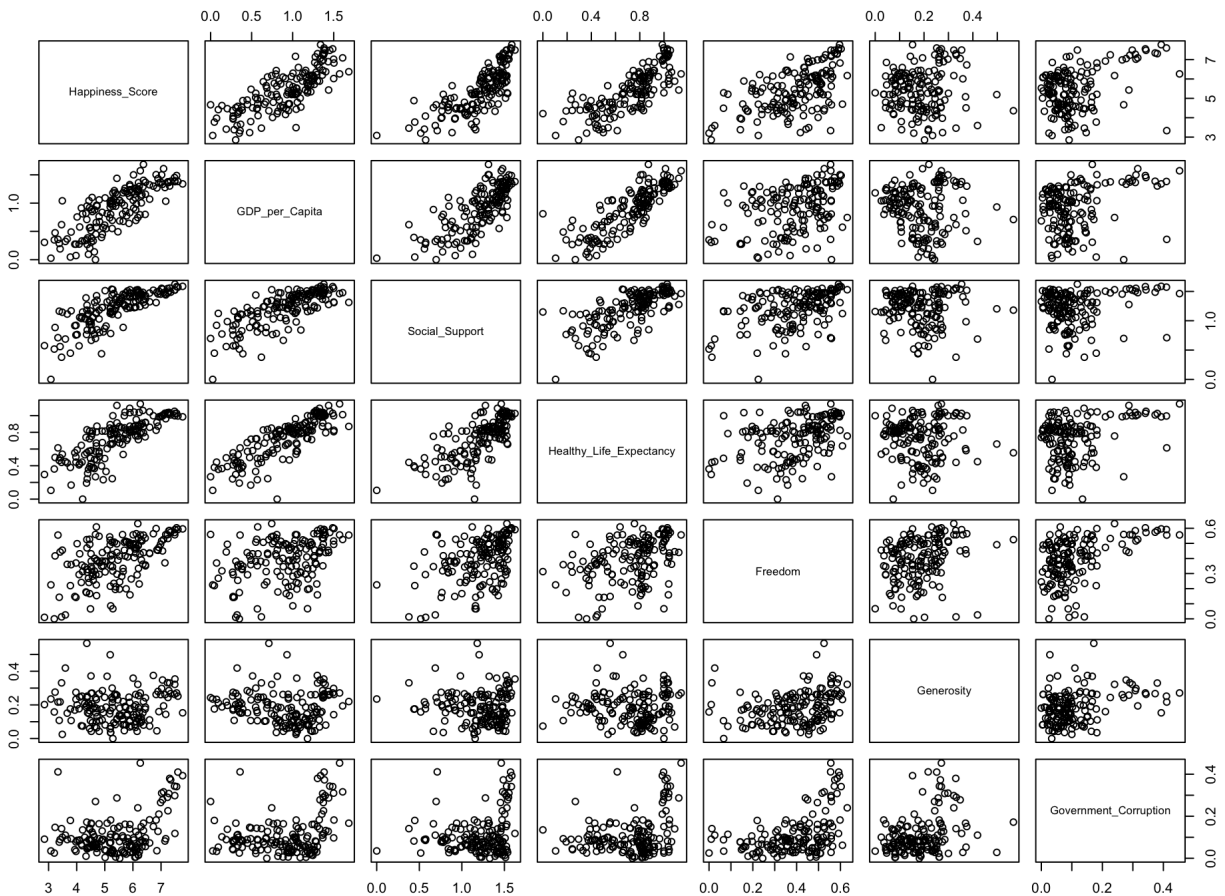 0.0 1.0 1.5
0.0 0.4 0.8
0.0 0.2 0.4
Happiness_Score
3 5 7
GDP_per_Capita
0.0 1.0
Social_Support
0.0 1.0
Healthy_Life_Expectancy
0.0 0.4 0.8
Freedom
0.0 0.3 0.6
Generosity
0.0 0.2 0.4
Government_Corruption
0.0 0.2 0.4
3 4 5 6 7
0.0 1.0 1.5
0.0 0.2 0.4 0.6
0.0 0.1 0.2 0.3 0.4